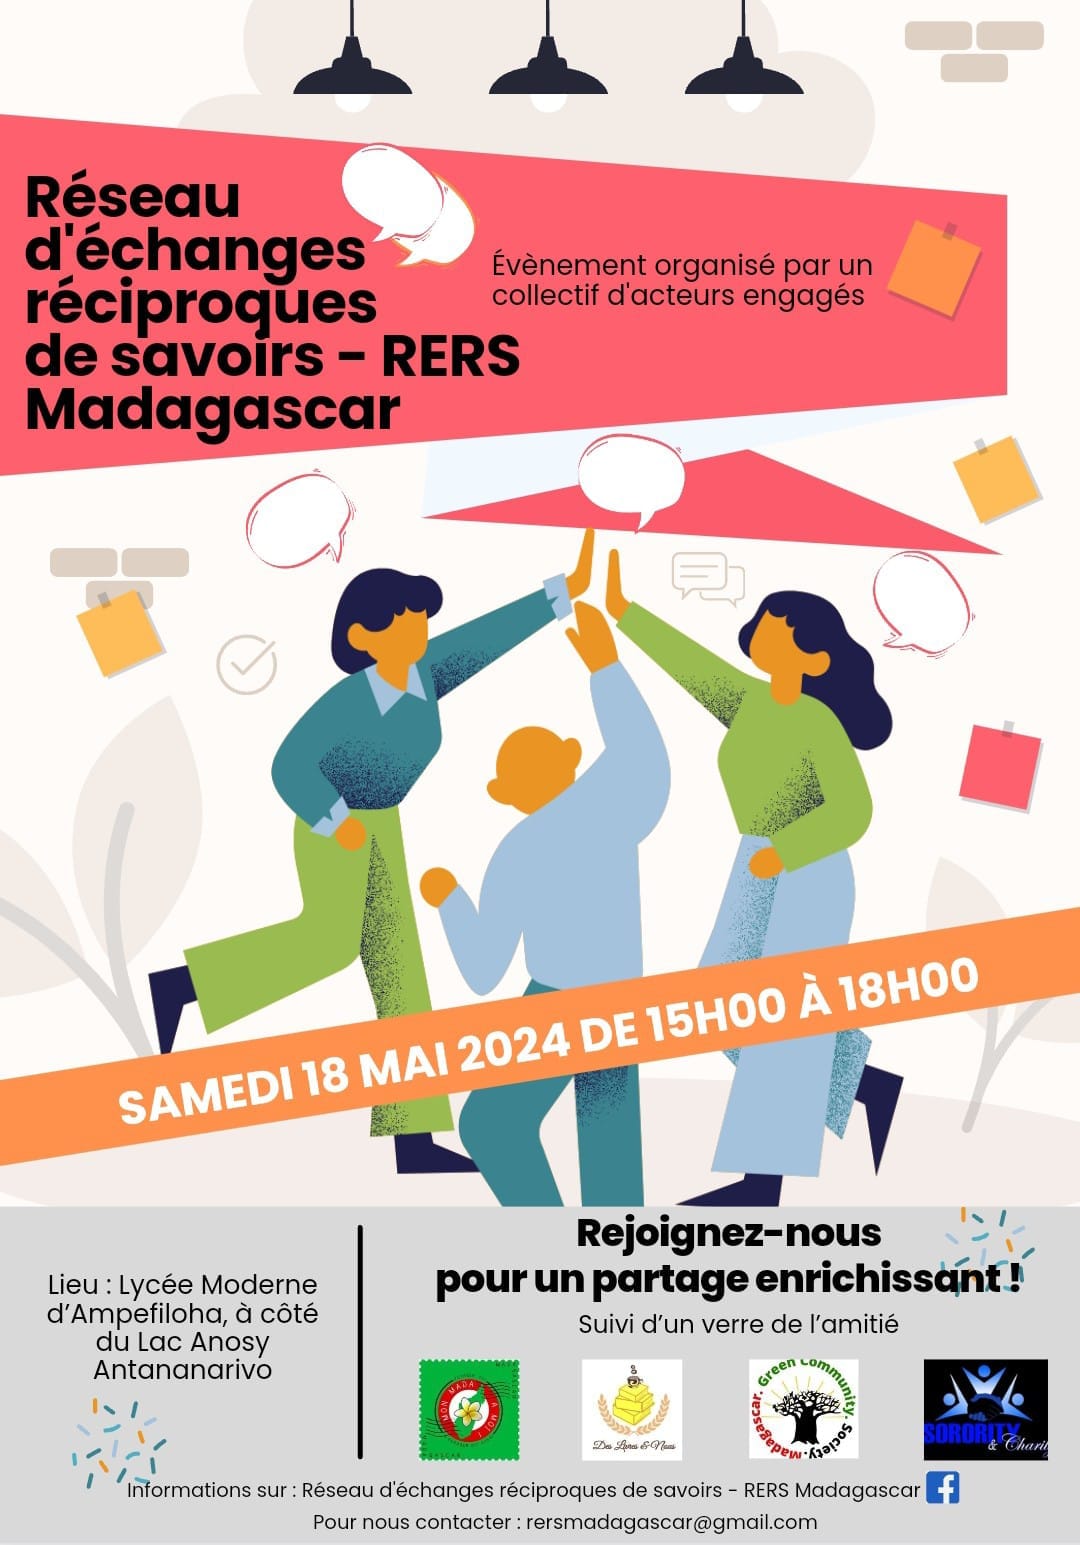 Réseau
d'échanges
réciproques
de savoirs - RERS
Madagascar
Évènement organisé par un
collectif d'acteurs engagés
SAMEDI 18 MAI 2024 DE 15H00 À 18H00
Lieu : Lycée Moderne
d’Ampefiloha, à côté
du Lac Anosy
Antananarivo
Rejoignez-nous
pour un partage enrichissant !
Suivi d’un verre de l’amitié
MON MADA A MOI !
Des Livres & Nous
Green Community. Society. Madagascar.
SORORITY
& Charity
Informations sur : Réseau d'échanges réciproques de savoirs - RERS Madagascar
Pour nous contacter : rersmadagascar@gmail.com